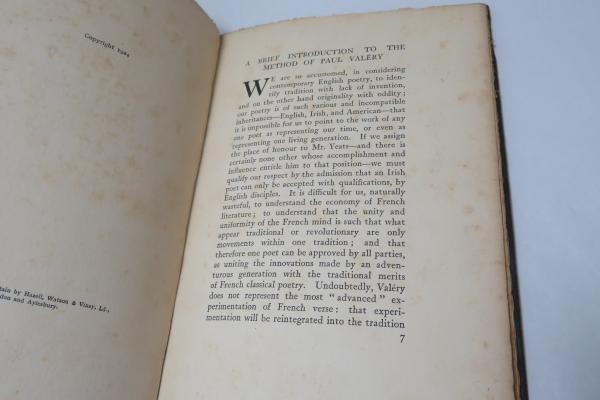 Copyright 1924
tain by Hazell, Watson & Viney, Ld.,
don and Aylesbury.
A BRIEF INTRODUCTION TO THE
METHOD OF PAUL VALÉRY
WE are so accustomed, in considering
contemporary English poetry, to iden-
tify tradition with lack of invention,
and on the other hand originality with oddity;
our poetry is of such various and incompatible
inheritances—English, Irish, and American—that
it is impossible for us to point to the work of any
one poet as representing our time, or even as
representing one living generation. If we assign
the place of honour to Mr. Yeats—and there is
certainly none other whose accomplishment and
influence entitle him to that position—we must
qualify our respect by the admission that an Irish
poet can only be accepted with qualifications, by
English disciples. It is difficult for us, naturally
wasteful, to understand the economy of French
literature; to understand that the unity and
uniformity of the French mind is such that what
appear traditional or revolutionary are only
movements within one tradition; and that
therefore one poet can be approved by all parties,
as uniting the innovations made by an adven-
turous generation with the traditional merits
of French classical poetry. Undoubtedly, Valéry
does not represent the most "advanced" ex-
perimentation of French verse: that experi-
mentation will be reintegrated into the tradition
7